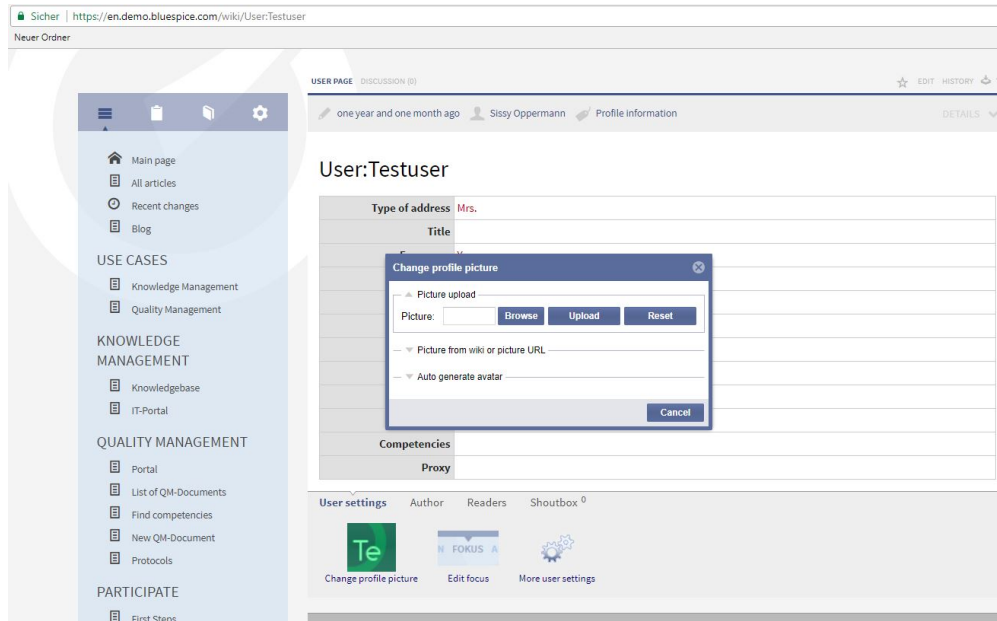 Sicher | https://en.demo.bluespice.com/wiki/User:Testuser
Neuer Ordner
USER PAGE DISCUSSION (0)
EDIT HISTORY
one year and one month ago Sissy Oppermann Profile information
DETAILS
Main page
All articles
Recent changes
Blog
USE CASES
Knowledge Management
Quality Management
KNOWLEDGE
MANAGEMENT
Knowledgebase
IT-Portal
QUALITY MANAGEMENT
Portal
List of QM-Documents
Find competencies
New QM-Document
Protocols
PARTICIPATE
First Steps
User:Testuser
Type of address Mrs.
Title
Change profile picture
Picture upload
Picture: Browse Upload Reset
Picture from wiki or picture URL
Auto generate avatar
Cancel
Competencies
Proxy
User settings Author Readers Shoutbox 0
Te
N FOKUS A
Change profile picture Edit focus More user settings